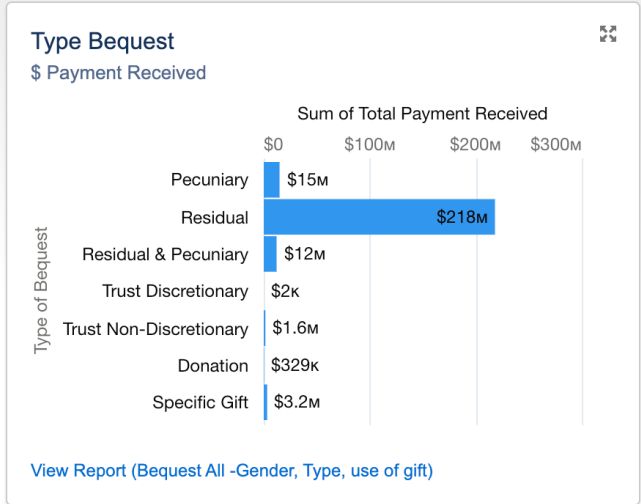 Type Bequest
$ Payment Received
Sum of Total Payment Received
$0 $100M $200M $300M
Type of Bequest
Pecuniary $15M
Residual $218M
Residual & Pecuniary $12M
Trust Discretionary $2K
Trust Non-Discretionary $1.6M
Donation $329K
Specific Gift $3.2M
View Report (Bequest All -Gender, Type, use of gift)